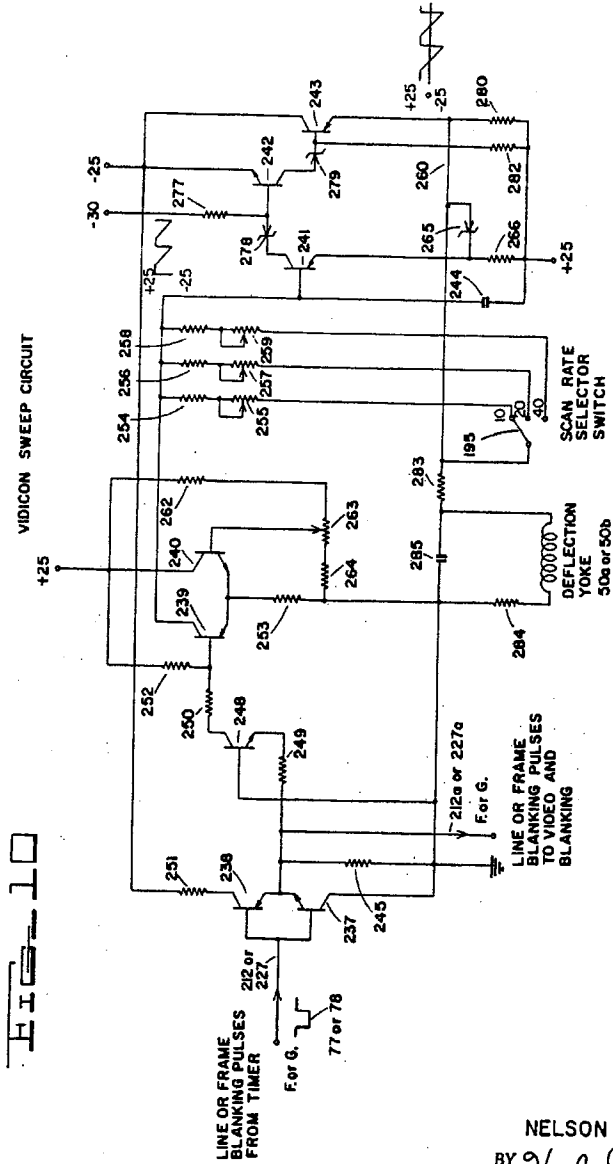 FIG-10
VIDICON SWEEP CIRCUIT
LINE OR FRAME
BLANKING PULSES
FROM TIMER
F. or G.
77 or 78
212 or
227
251
238
237
245
LINE OR FRAME
BLANKING PULSES
TO VIDEO AND
BLANKING
212a or 227a
F. or G.
249
248
250
252
239
240
+25
253
264
263
262
284
DEFLECTION
YOKE
50a or 50b
285
283
195
10
20
40
SCAN RATE
SELECTOR
SWITCH
254
255
256
257
258
259
+25
-25
244
241
278
277
-30
-25
242
265
266
+25
279
243
260
282
280
+25
-25
NELSON
BY